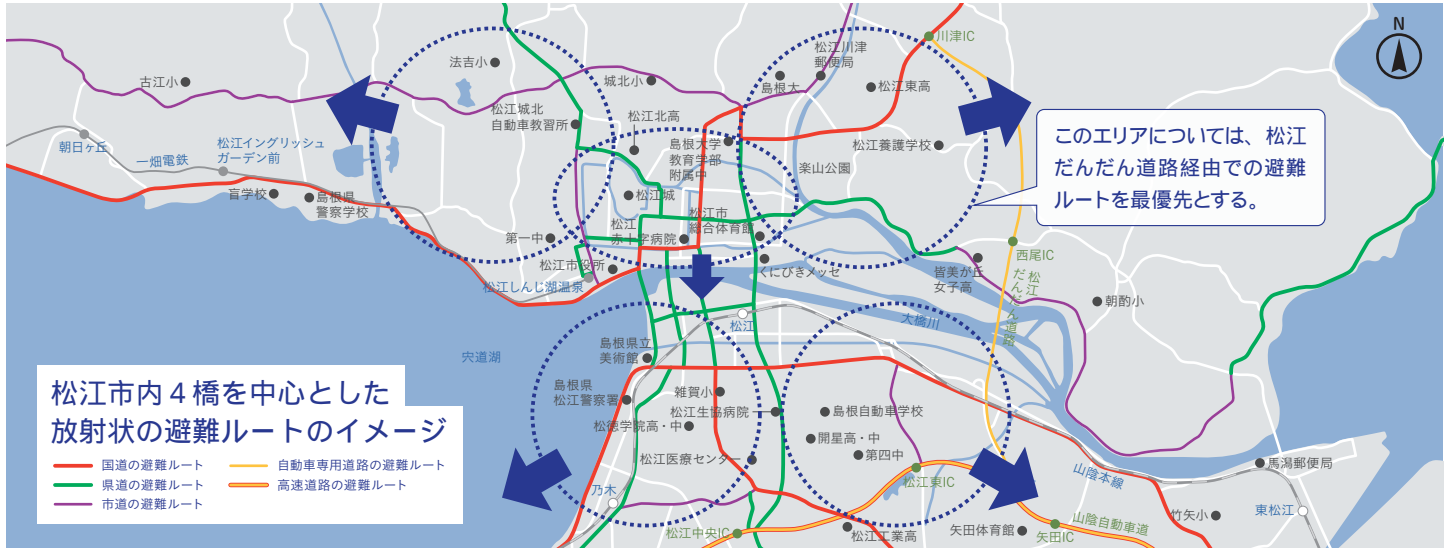 N
川津IC
松江川津
郵便局
法吉小
古江小
城北小
島根大
松江東高
松江城北
自動車教習所
松江北高
朝日ヶ丘
一畑電鉄
松江イングリッシュ
ガーデン前
島根大学
教育学部
附属中
松江養護学校
楽山公園
このエリアについては、松江
だんだん道路経由での避難
ルートを最優先とする。
盲学校
島根県
警察学校
松江城
松江
赤十字病院
松江市
総合体育館
第一中
松江市役所
くにびきメッセ
松江しんじ湖温泉
皆美が丘
女子高
西尾IC
松江
だんだん道路
朝酌小
松江
大橋川
宍道湖
島根県立
美術館
島根県
松江警察署
雑賀小
松江生協病院
松徳学院高・中
島根自動車学校
開星高・中
第四中
松江医療センター
松江東IC
乃木
山陰本線
馬潟郵便局
松江中央IC
松江工業高
矢田体育館
矢田IC
山陰自動車道
竹矢小
東松江
松江市内4橋を中心とした
放射状の避難ルートのイメージ
国道の避難ルート
自動車専用道路の避難ルート
県道の避難ルート
高速道路の避難ルート
市道の避難ルート